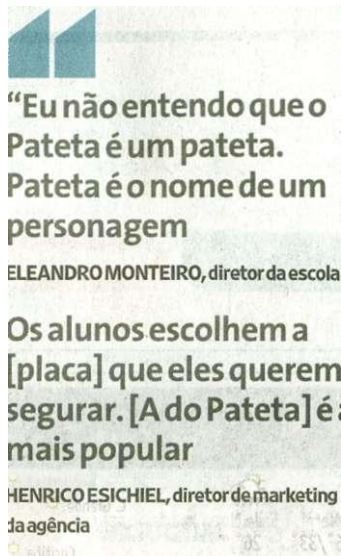 “Eu não entendo que o
Pateta é um pateta.
Pateta é o nome de um
personagem
ELEANDRO MONTEIRO, diretor da escola
Os alunos escolhem a
[placa] que eles querem
segurar. [A do Pateta] é a
mais popular
HENRICO ESICHIEL, diretor de marketing
da agência